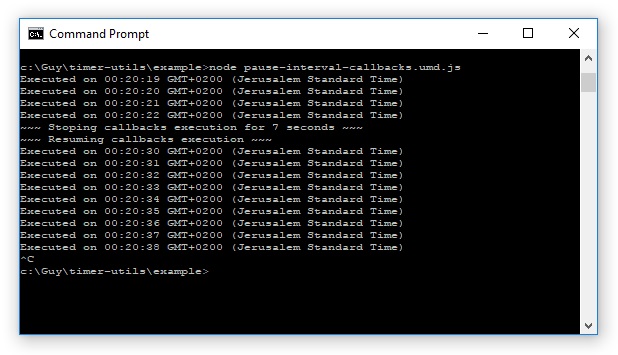 C:\. Command Prompt
c:\Guy\timer-utils\example>node pause-interval-callbacks.umd.js
Executed on 00:20:19 GMT+0200 (Jerusalem Standard Time)
Executed on 00:20:20 GMT+0200 (Jerusalem Standard Time)
Executed on 00:20:21 GMT+0200 (Jerusalem Standard Time)
Executed on 00:20:22 GMT+0200 (Jerusalem Standard Time)
~~~ Stoping callbacks execution for 7 seconds ~~~
~~~ Resuming callbacks execution ~~~
Executed on 00:20:30 GMT+0200 (Jerusalem Standard Time)
Executed on 00:20:31 GMT+0200 (Jerusalem Standard Time)
Executed on 00:20:32 GMT+0200 (Jerusalem Standard Time)
Executed on 00:20:33 GMT+0200 (Jerusalem Standard Time)
Executed on 00:20:34 GMT+0200 (Jerusalem Standard Time)
Executed on 00:20:35 GMT+0200 (Jerusalem Standard Time)
Executed on 00:20:36 GMT+0200 (Jerusalem Standard Time)
Executed on 00:20:37 GMT+0200 (Jerusalem Standard Time)
Executed on 00:20:38 GMT+0200 (Jerusalem Standard Time)
^C
c:\Guy\timer-utils\example>